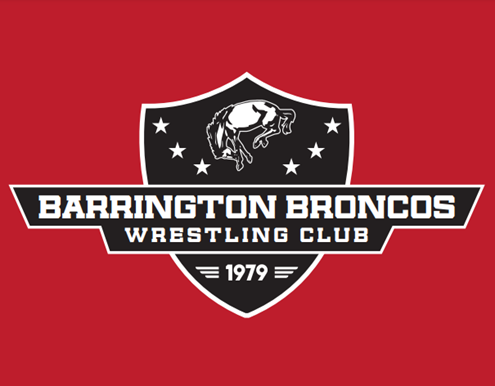 BARRINGTON BRONCOS
WRESTLING CLUB
1979